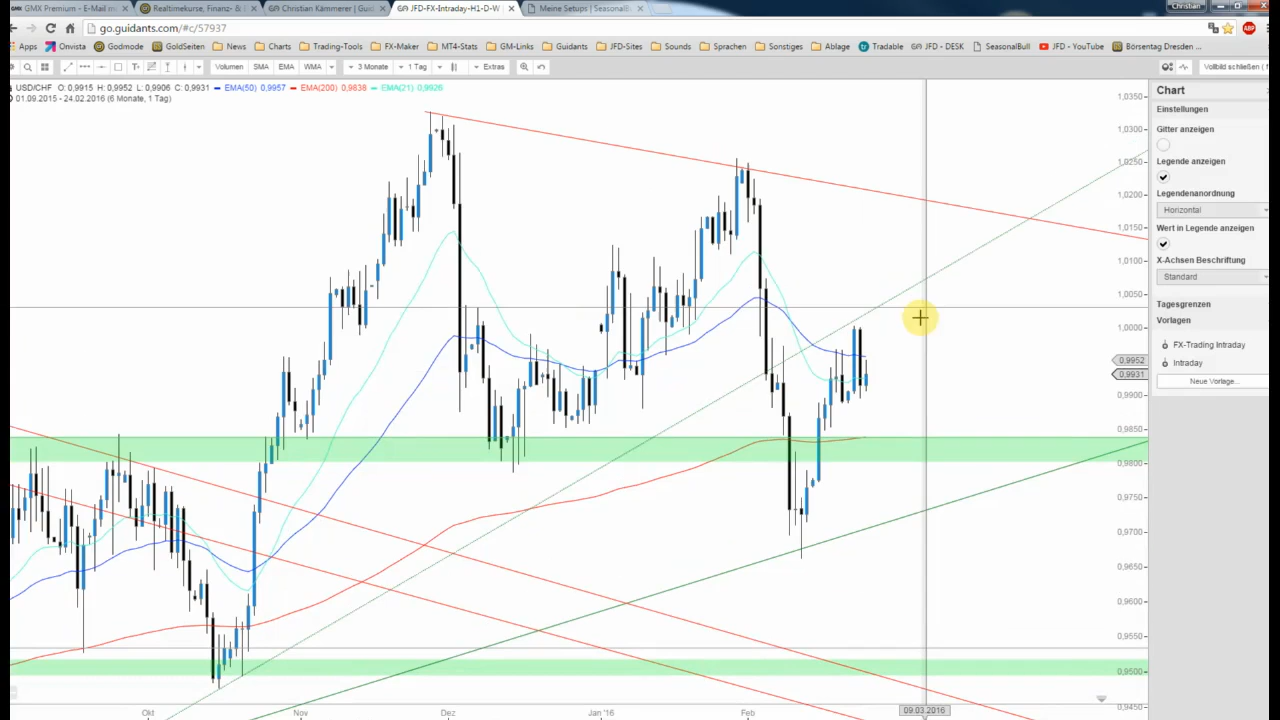 GMX Premium - E-Mail m
Realtimekurse, Finanz- & E
Christian Kämmerer | Guid
JFD-FX-Intraday-H1-D-W
Meine Setups | SeasonalB
Christian
go.guidants.com/#c/57937
Apps
Onvista
Godmode
GoldSeiten
News
Charts
Trading-Tools
FX-Maker
MT4-Stats
GM-Links
Guidants
JFD-Sites
Sounds
Sprachen
Sonstiges
Ablage
Tradable
JFD - DESK
SeasonalBull
JFD - YouTube
Börsentag Dresden ...
Volumen
SMA
EMA
WMA
3 Monate
1 Tag
Extras
Vollbild schließen (
USD/CHF O: 0,9915 H: 0,9952 L: 0,9906 C: 0,9931 EMA(50) 0,9957 EMA(200) 0,9838 EMA(21) 0,9926
01.09.2015 - 24.02.2016 (6 Monate, 1 Tag)
1,0350
1,0300
1,0250
1,0200
1,0150
1,0100
1,0050
1,0000
0,9952
0,9931
0,9900
0,9850
0,9800
0,9750
0,9700
0,9650
0,9600
0,9550
0,9500
0,9450
Okt
Nov
Dez
Jan '16
Feb
09.03.2016
Chart
Einstellungen
Gitter anzeigen
Legende anzeigen
Legendenanordnung
Horizontal
Wert in Legende anzeigen
X-Achsen Beschriftung
Standard
Tagesgrenzen
Vorlagen
FX-Trading Intraday
Intraday
Neue Vorlage...